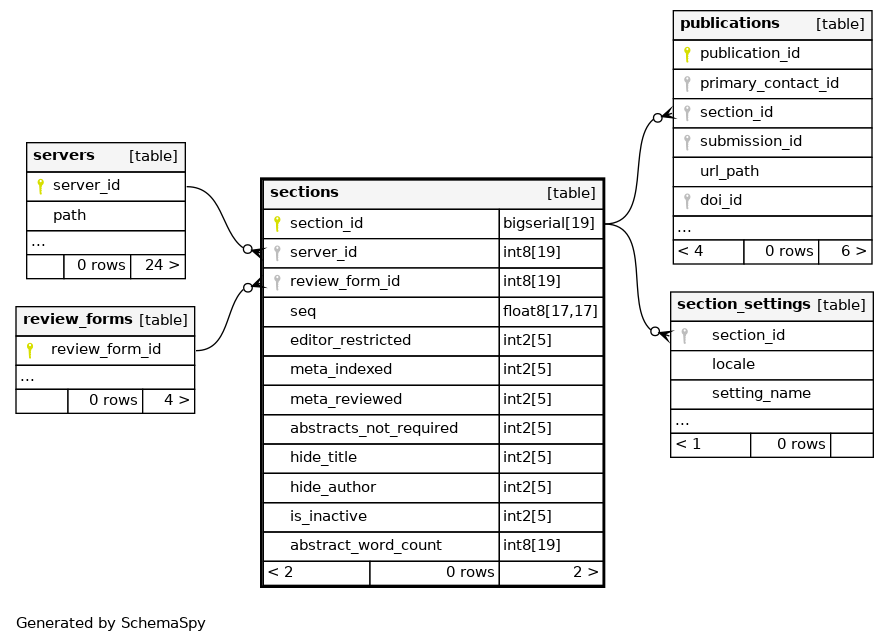 publications [table]
publication_id
primary_contact_id
section_id
submission_id
url_path
doi_id
...
< 4 0 rows 6 >
servers [table]
server_id
path
...
0 rows 24 >
sections [table]
section_id bigserial[19]
server_id int8[19]
review_form_id int8[19]
seq float8[17,17]
editor_restricted int2[5]
meta_indexed int2[5]
meta_reviewed int2[5]
abstracts_not_required int2[5]
hide_title int2[5]
hide_author int2[5]
is_inactive int2[5]
abstract_word_count int8[19]
< 2 0 rows 2 >
review_forms [table]
review_form_id
...
0 rows 4 >
section_settings [table]
section_id
locale
setting_name
...
< 1 0 rows
Generated by SchemaSpy